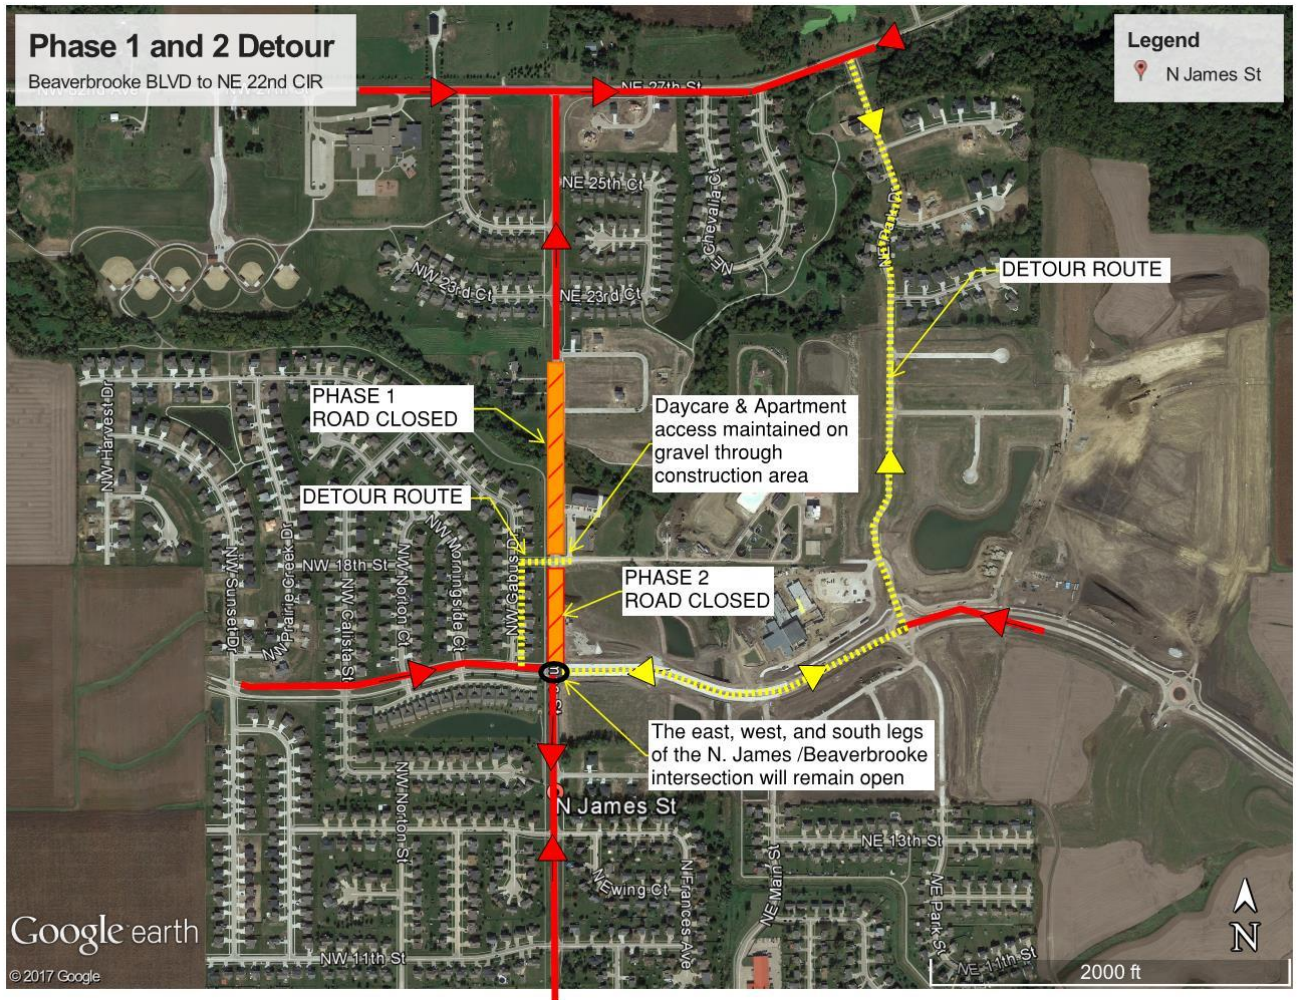 Phase 1 and 2 Detour
Beaverbrooke BLVD to NE 22nd CIR
Legend
N James St
NE 27th St
NE 25th Ct
NE Chevalia Ct
NW 23rd Ct
NE 23rd Ct
DETOUR ROUTE
PHASE 1
ROAD CLOSED
Daycare & Apartment
access maintained on
gravel through
construction area
NW Harvest Dr
DETOUR ROUTE
NW Morningside Ct
NW Gabus Dr
NW 18th St
NW Prairie Creek Dr
NW Sunset Dr
NW Calista St
NW Norton Ct
PHASE 2
ROAD CLOSED
The east, west, and south legs
of the N. James /Beaverbrooke
intersection will remain open
N James St
NW Norton St
NE 13th St
NE Main St
N Frances Ave
NE Park St
NW 11th St
NE 11th St
Google earth
© 2017 Google
N
2000 ft